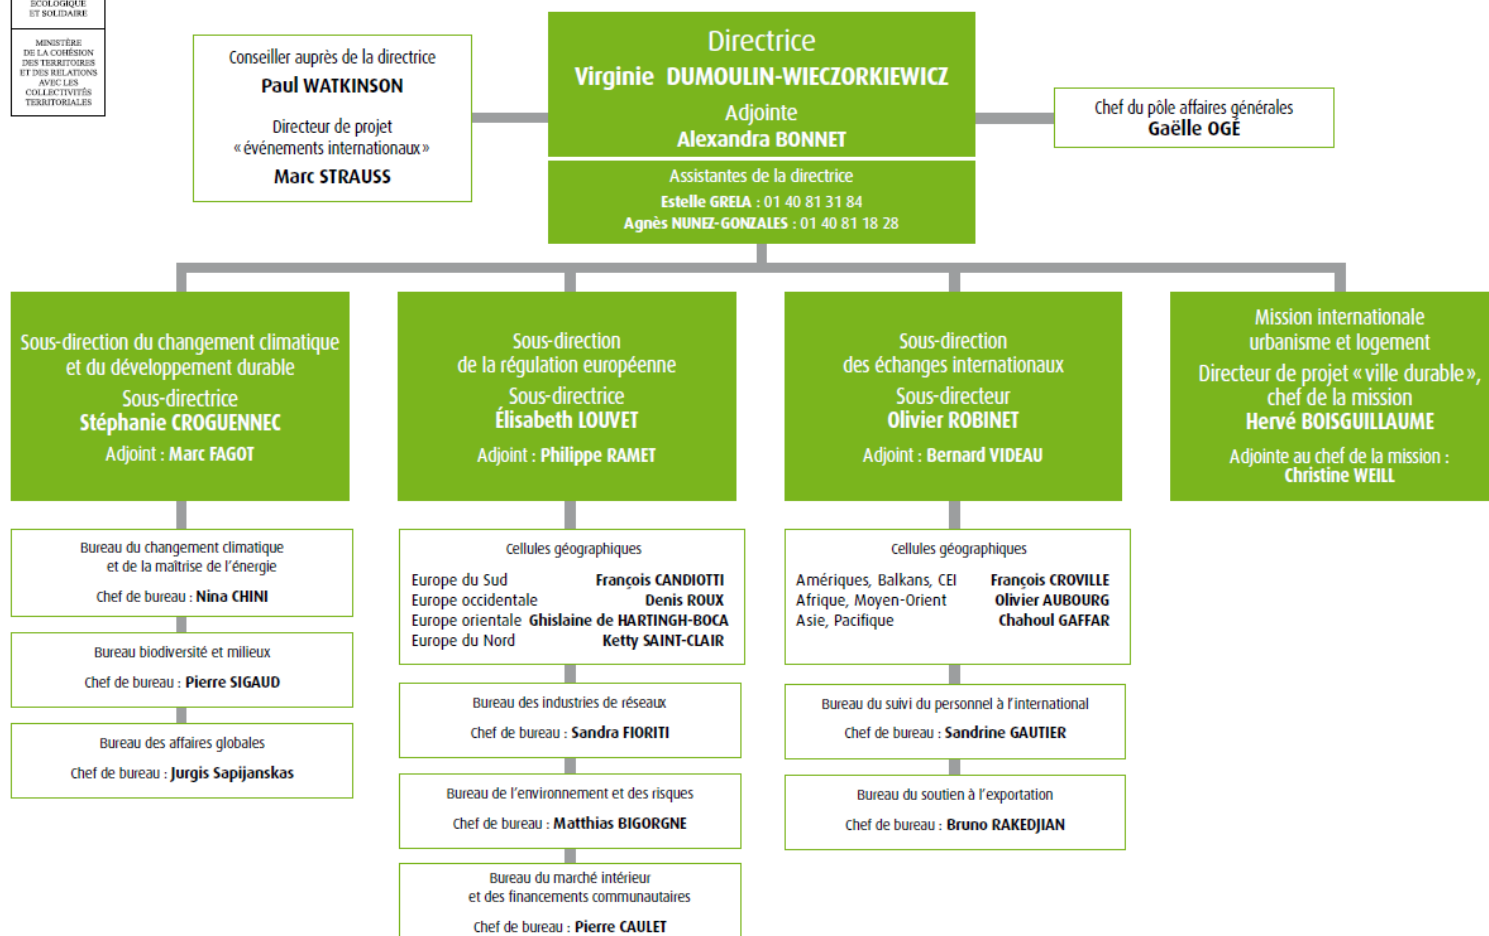 ÉCOLOGIQUE
ET SOLIDAIRE
MINISTÈRE
DE LA COHÉSION
DES TERRITOIRES
ET DES RELATIONS
AVEC LES
COLLECTIVITÉS
TERRITORIALES
Conseiller auprès de la directrice
Paul WATKINSON
Directeur de projet
« événements internationaux »
Marc STRAUSS
Directrice
Virginie DUMOULIN-WIECZORKIEWICZ
Adjointe
Alexandra BONNET
Assistantes de la directrice
Estelle GRELA : 01 40 81 31 84
Agnès NUNEZ-GONZALES : 01 40 81 18 28
Chef du pôle affaires générales
Gaëlle OGÉ
Sous-direction du changement climatique
et du développement durable
Sous-directrice
Stéphanie CROGUENNEC
Adjoint : Marc FAGOT
Bureau du changement climatique
et de la maîtrise de l'énergie
Chef de bureau : Nina CHINI
Bureau biodiversité et milieux
Chef de bureau : Pierre SIGAUD
Bureau des affaires globales
Chef de bureau : Jurgis Sapijanskas
Sous-direction
de la régulation européenne
Sous-directrice
Élisabeth LOUVET
Adjoint : Philippe RAMET
Cellules géographiques
Europe du Sud François CANDIOTTI
Europe occidentale Denis ROUX
Europe orientale Ghislaine de HARTINGH-BOCA
Europe du Nord Ketty SAINT-CLAIR
Bureau des industries de réseaux
Chef de bureau : Sandra FIORITI
Bureau de l'environnement et des risques
Chef de bureau : Matthias BIGORGNE
Bureau du marché intérieur
et des financements communautaires
Chef de bureau : Pierre CAULET
Sous-direction
des échanges internationaux
Sous-directeur
Olivier ROBINET
Adjoint : Bernard VIDEAU
Cellules géographiques
Amériques, Balkans, CEI François CROVILLE
Afrique, Moyen-Orient Olivier AUBOURG
Asie, Pacifique Chahoul GAFFAR
Bureau du suivi du personnel à l'international
Chef de bureau : Sandrine GAUTIER
Bureau du soutien à l'exportation
Chef de bureau : Bruno RAKEDJIAN
Mission internationale
urbanisme et logement
Directeur de projet « ville durable »,
chef de la mission
Hervé BOISGUILLAUME
Adjointe au chef de la mission :
Christine WEILL